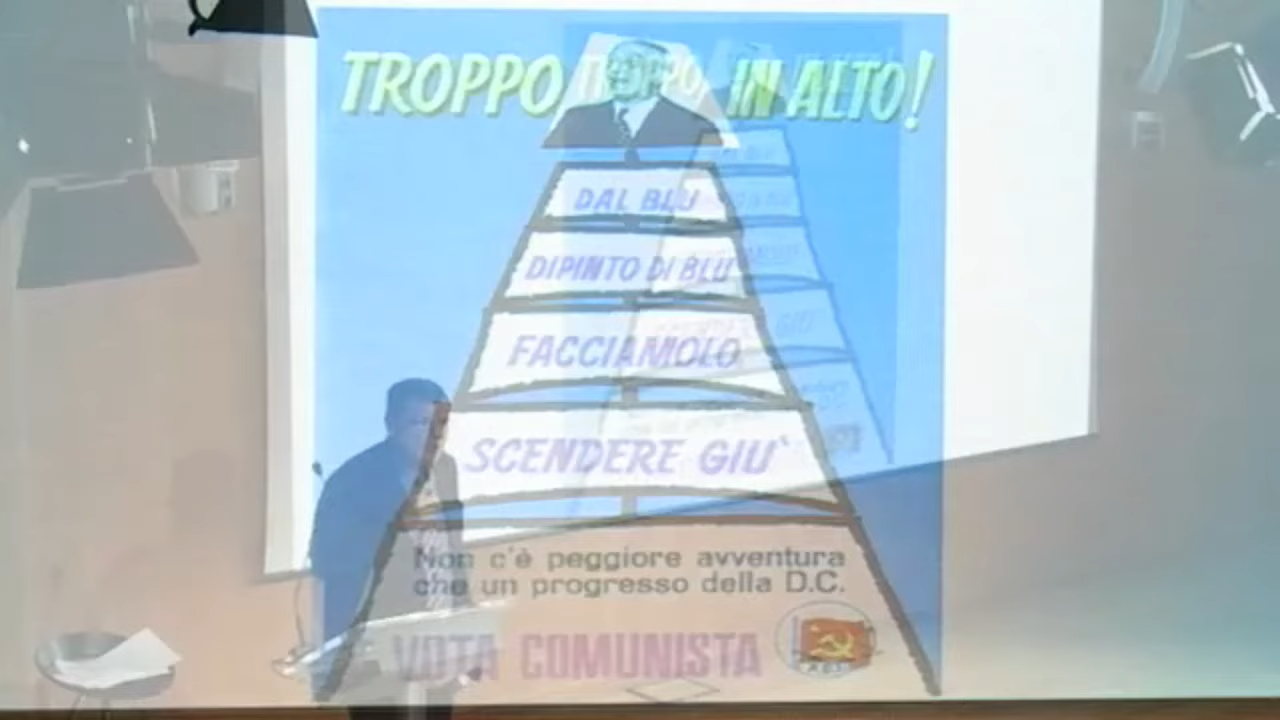 TROPPO IN ALTO!
DAL BLU
DIPINTO DI BLU
FACCIAMOLO
SCENDERE GIU`
Non c'è peggiore avventura
che un progresso della D.C.
VOTA COMUNISTA